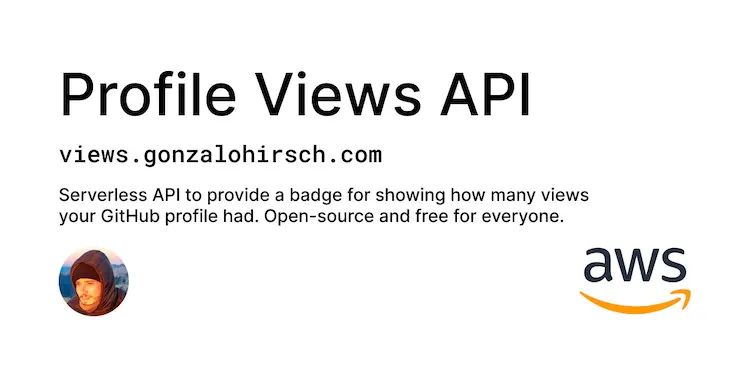 Profile Views API
views.gonzalohirsch.com
Serverless API to provide a badge for showing how many views
your GitHub profile had. Open-source and free for everyone.
aws